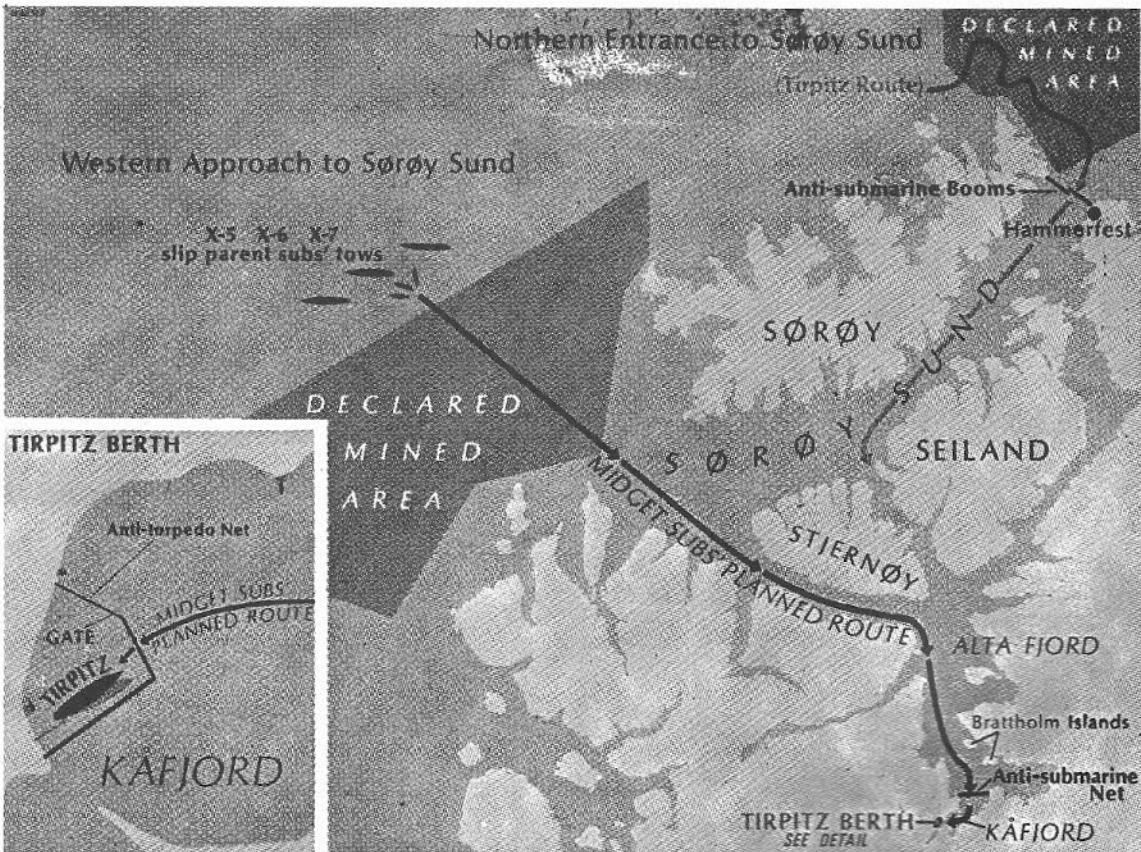 Northern Entrance to Sørøy Sund
(Tirpitz Route)
DECLARED
MINED
AREA
Western Approach to Sørøy Sund
Anti-submarine Booms
Hammerfest
X-5 X-6 X-7
slip parent subs' tows
SØRØY
SUND
DECLARED
MINED
AREA
SØRØY
SEILAND
MIDGET SUBS' PLANNED ROUTE
STJERNØY
ALTA FJORD
Brattholm Islands
Anti-submarine
Net
TIRPITZ BERTH
SEE DETAIL
KÅFJORD
TIRPITZ BERTH
Anti-torpedo Net
MIDGET SUBS
PLANNED ROUTE
GATE
TIRPITZ
KÅFJORD